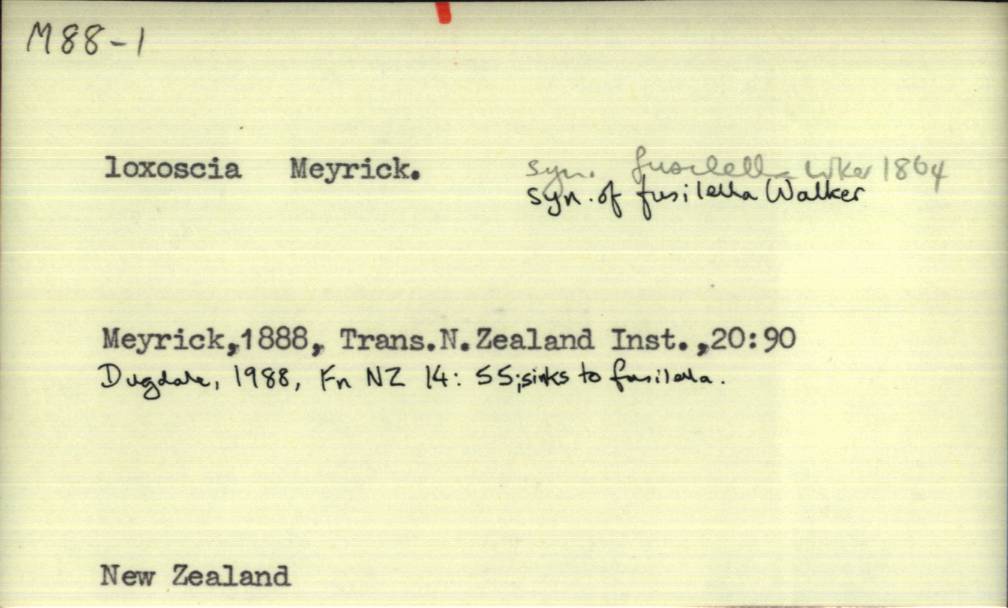 M88-1
loxoscia Meyrick.
syn. fusilella Wker 1864
syn. of fusilella Walker
Meyrick,1888, Trans.N.Zealand Inst.,20:90
Dugdale, 1988, Fn NZ 14: 55; sinks to fusilella.
New Zealand